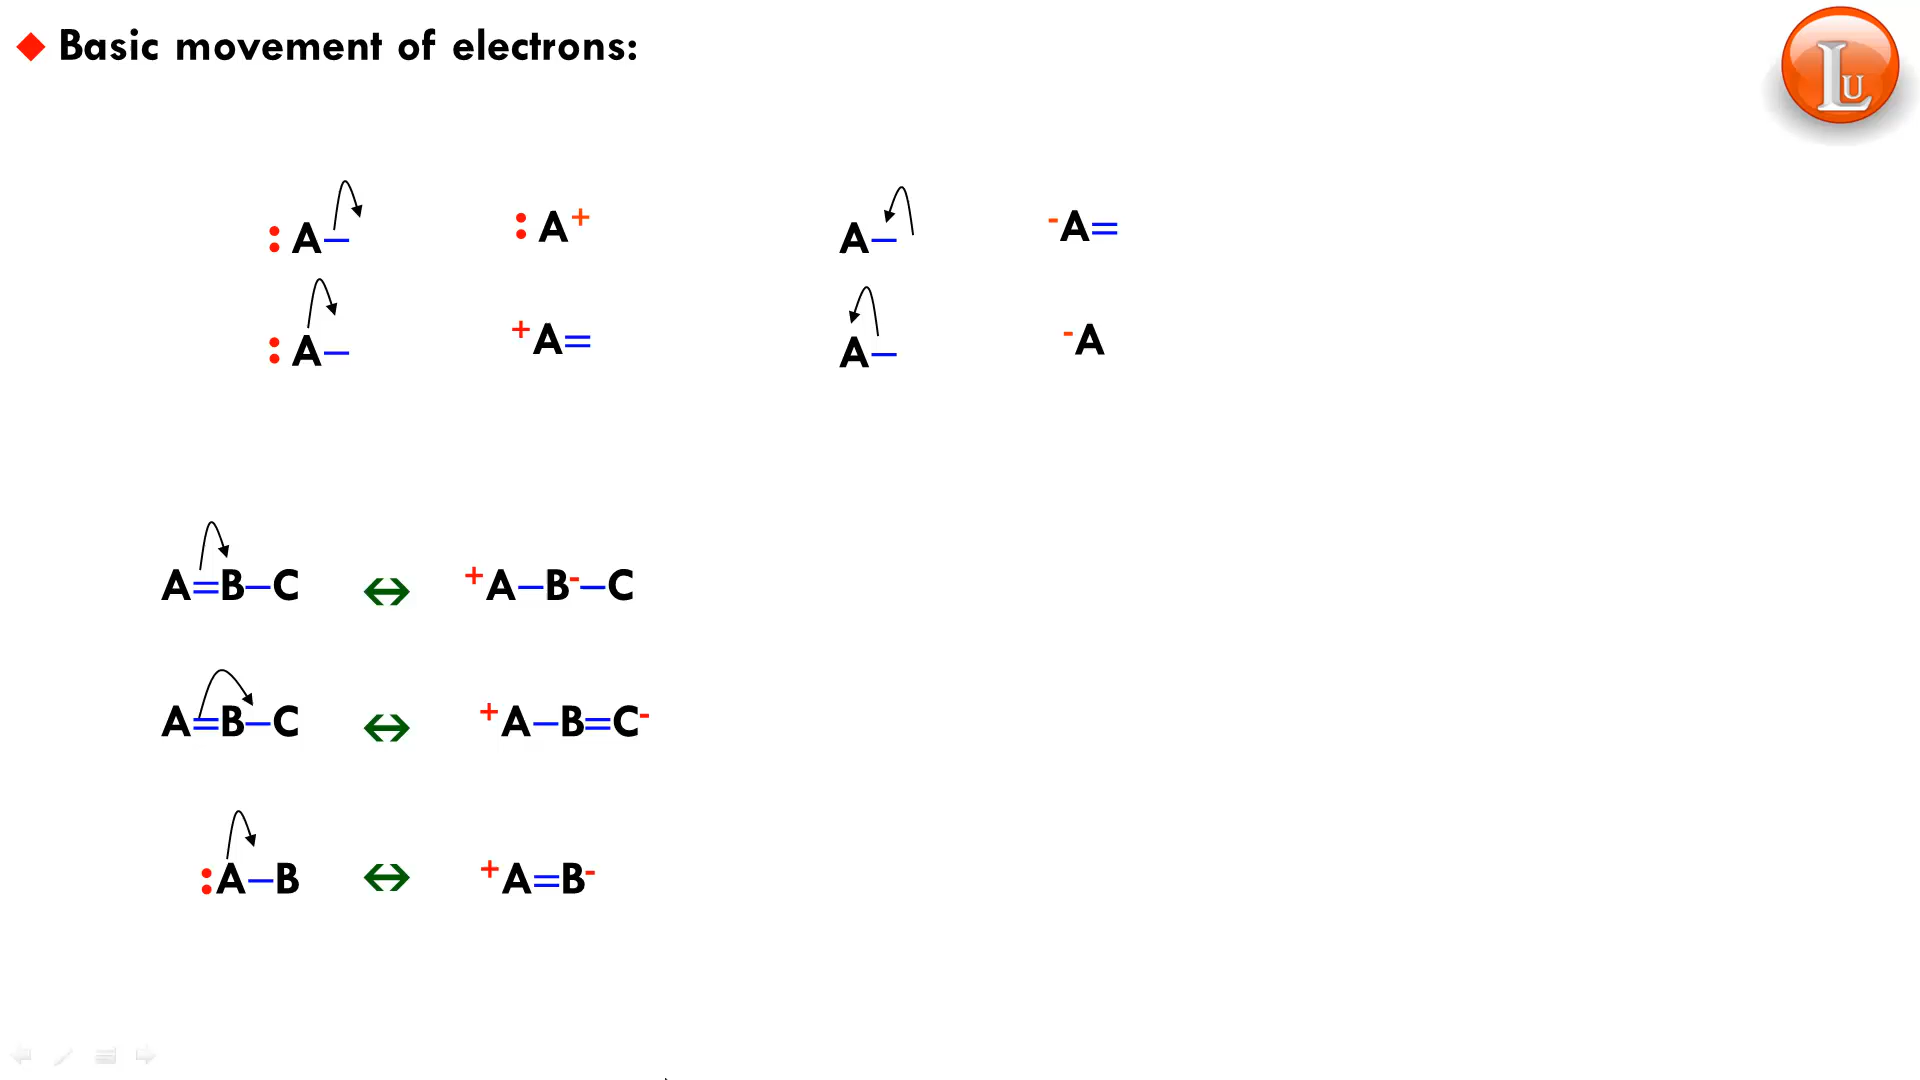 Basic movement of electrons:
LU
:A– :A+ A– -A=
:A– +A= A– -A
A=B–C ↔ +A–B-–C
A=B–C ↔ +A–B=C-
:A–B ↔ +A=B-